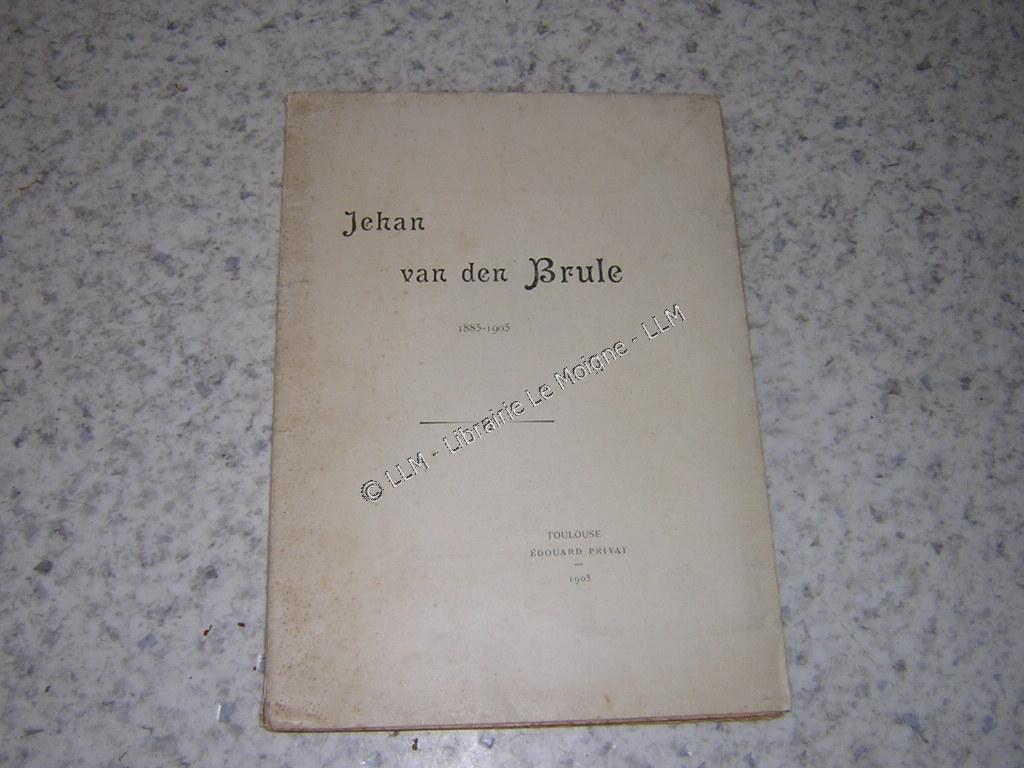 Jehan
van den Brule
1885-1905
© LLM - Librairie Le Moigne - LLM
TOULOUSE
ÉDOUARD PRIVAT
1905